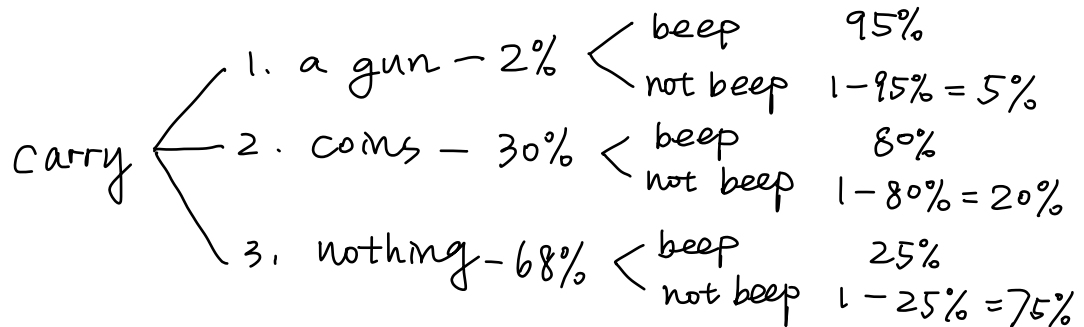 beep 95%
1. a gun - 2%
not beep 1-95% = 5%
carry
2. coins - 30%
beep 80%
not beep 1-80% = 20%
3. nothing - 68%
beep 25%
not beep 1-25% = 75%